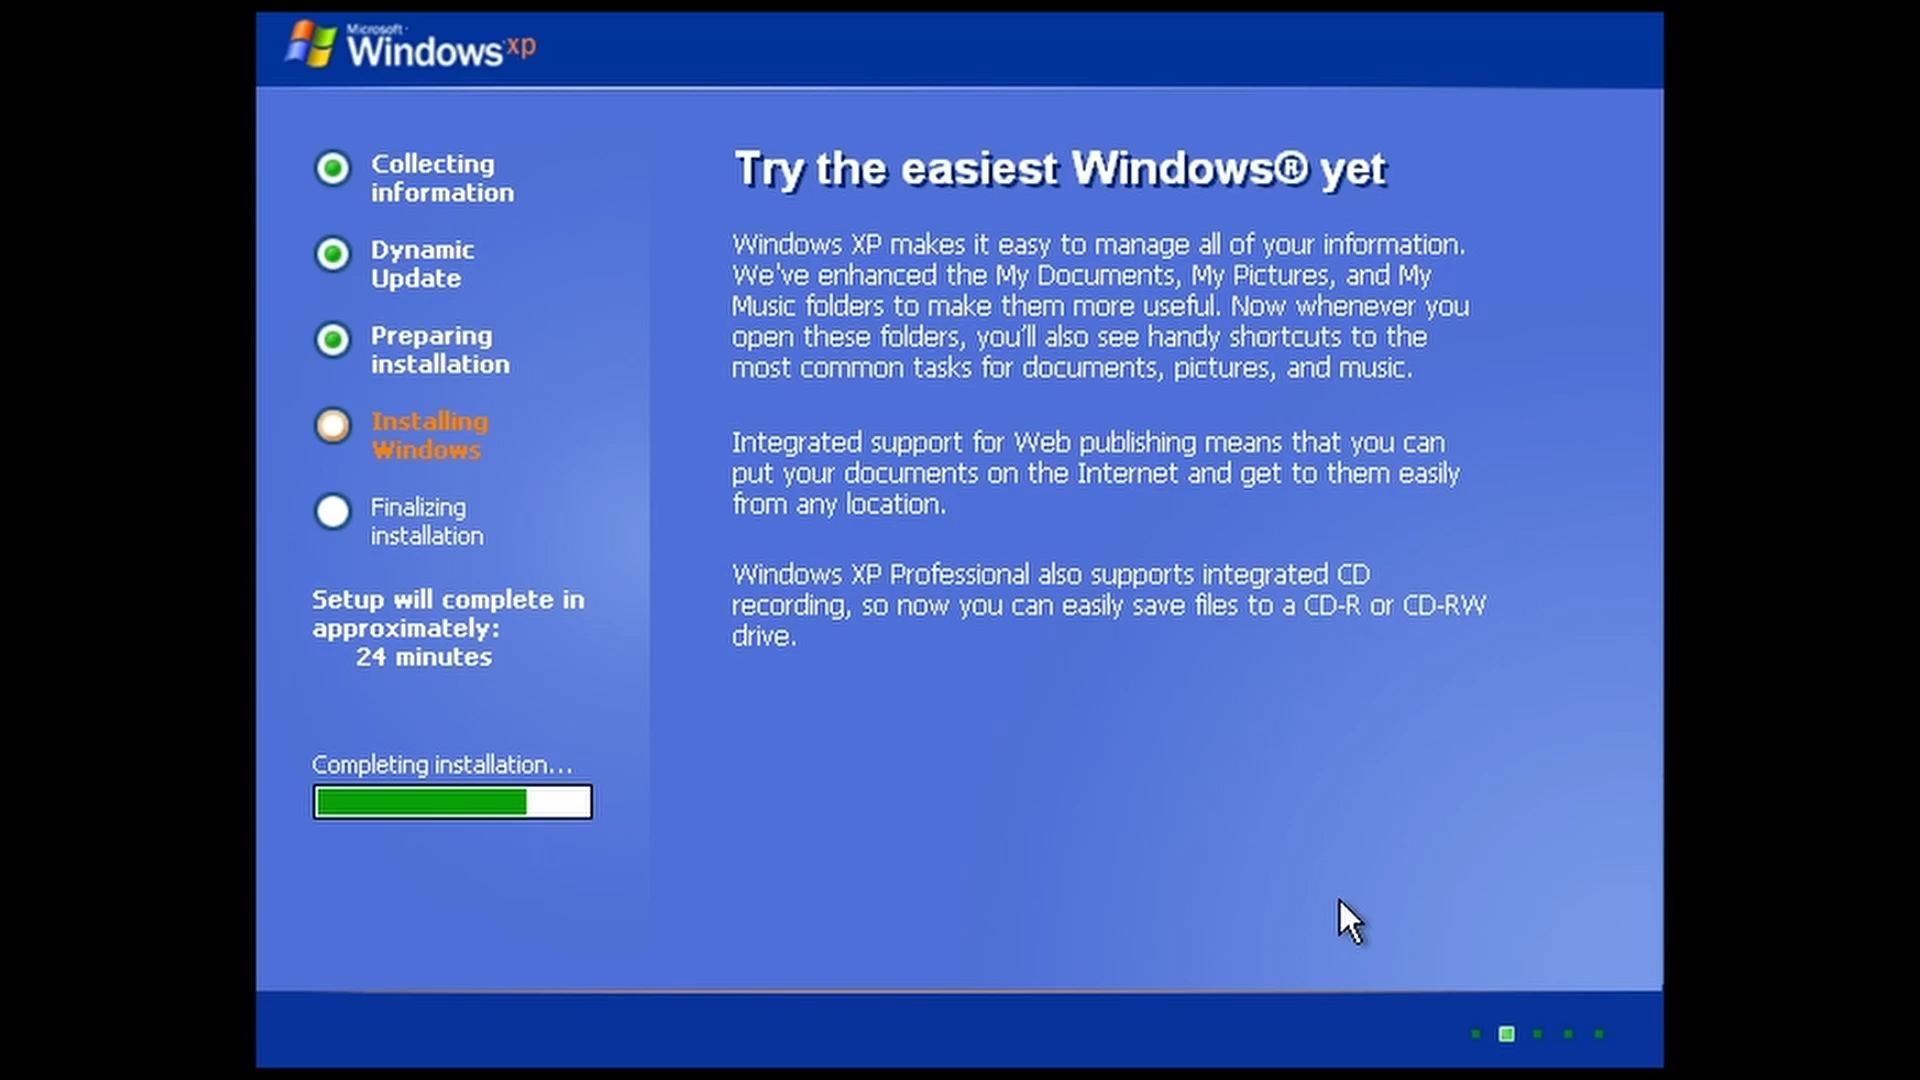 Microsoft
Windows xp
Collecting
information
Dynamic
Update
Preparing
installation
Installing
Windows
Finalizing
installation
Setup will complete in
approximately:
24 minutes
Completing installation...
Try the easiest Windows® yet
Windows XP makes it easy to manage all of your information.
We've enhanced the My Documents, My Pictures, and My
Music folders to make them more useful. Now whenever you
open these folders, you'll also see handy shortcuts to the
most common tasks for documents, pictures, and music.
Integrated support for Web publishing means that you can
put your documents on the Internet and get to them easily
from any location.
Windows XP Professional also supports integrated CD
recording, so now you can easily save files to a CD-R or CD-RW
drive.